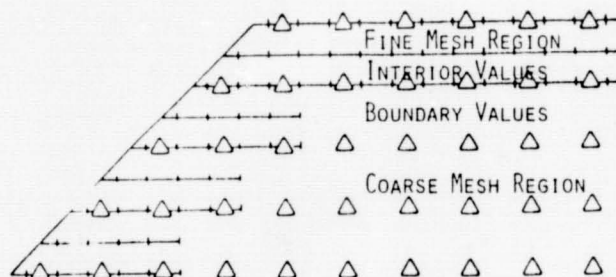 FINE MESH REGION
INTERIOR VALUES
BOUNDARY VALUES
COARSE MESH REGION